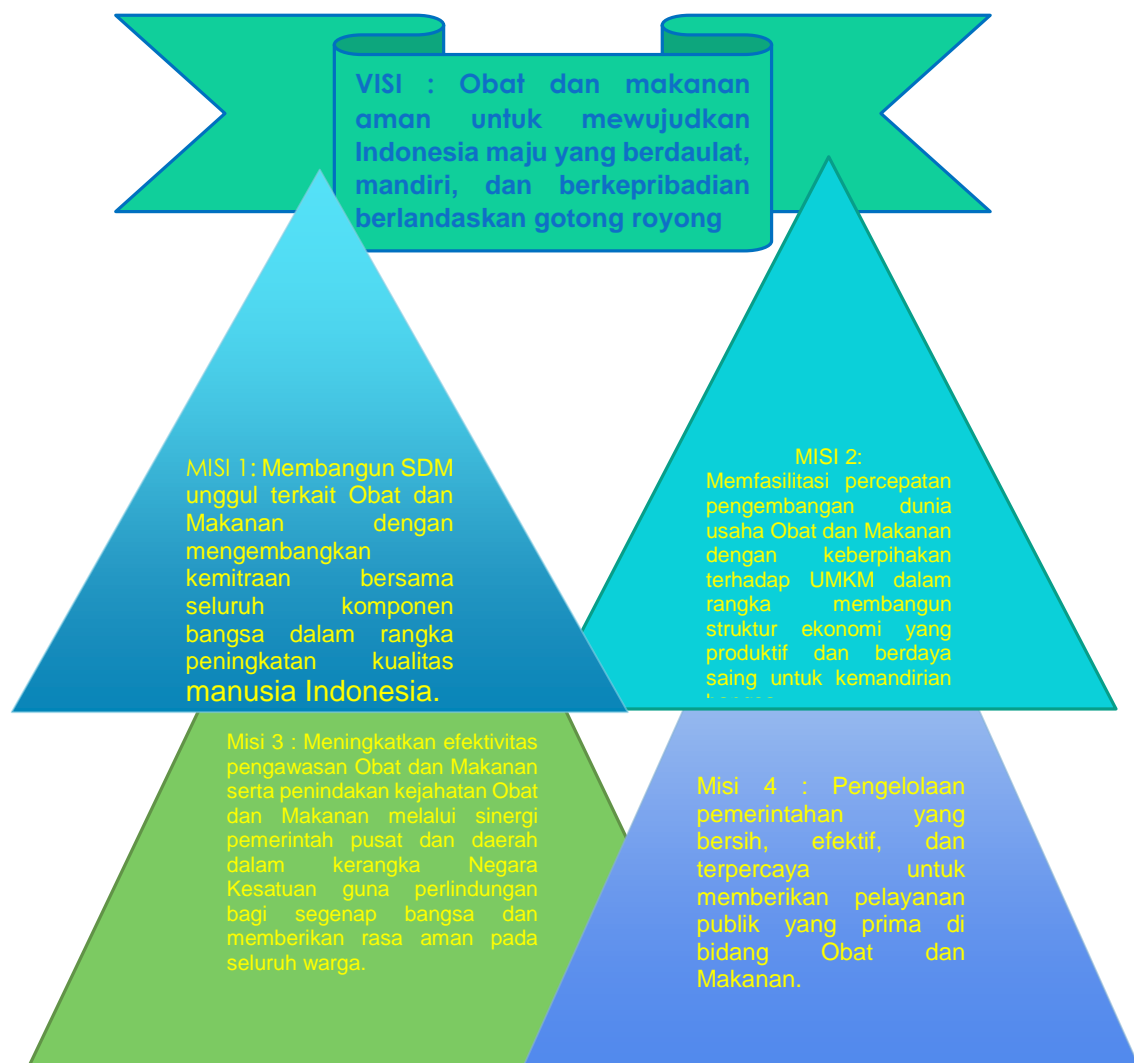 VISI : Obat dan makanan
aman untuk mewujudkan
Indonesia maju yang berdaulat,
mandiri, dan berkepribadian
berlandaskan gotong royong
MISI 1: Membangun SDM
unggul terkait Obat dan
Makanan dengan
mengembangkan
kemitraan bersama
seluruh komponen
bangsa dalam rangka
peningkatan kualitas
manusia Indonesia.
MISI 2:
Memfasilitasi percepatan
pengembangan dunia
usaha Obat dan Makanan
dengan keberpihakan
terhadap UMKM dalam
rangka membangun
struktur ekonomi yang
produktif dan berdaya
saing untuk kemandirian
Misi 3 : Meningkatkan efektivitas
pengawasan Obat dan Makanan
serta penindakan kejahatan Obat
dan Makanan melalui sinergi
pemerintah pusat dan daerah
dalam kerangka Negara
Kesatuan guna perlindungan
bagi segenap bangsa dan
memberikan rasa aman pada
seluruh warga.
Misi 4 : Pengelolaan
pemerintahan yang
bersih, efektif, dan
terpercaya untuk
memberikan pelayanan
publik yang prima di
bidang Obat dan
Makanan.